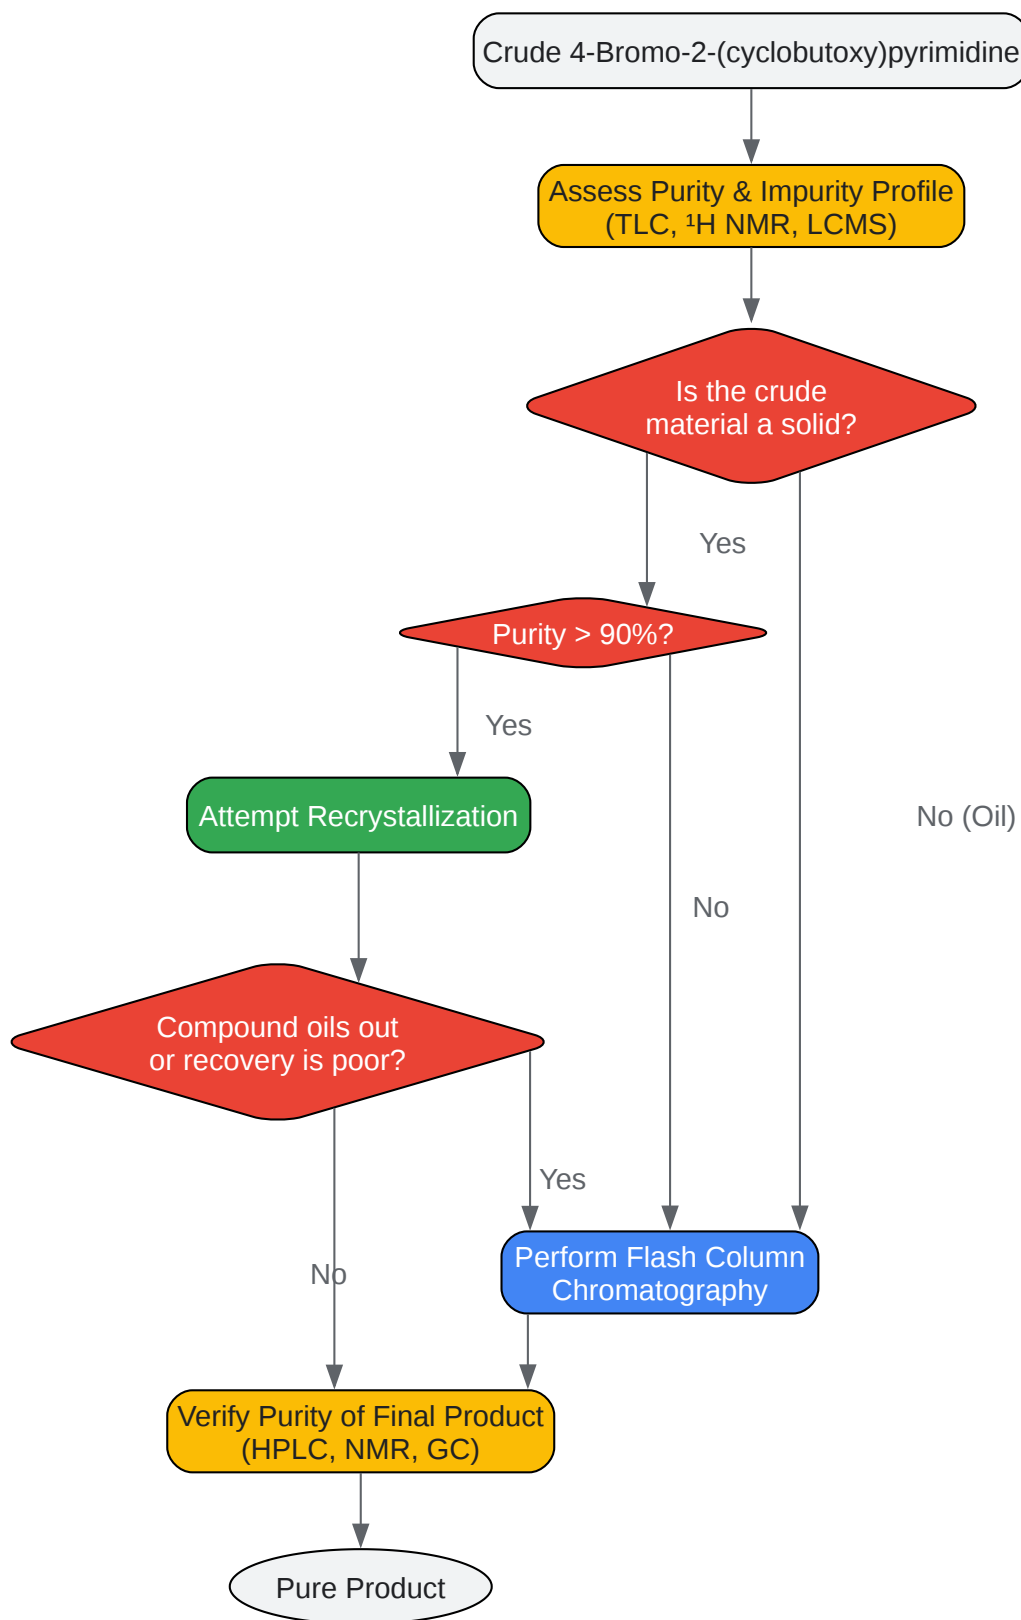 Crude 4-Bromo-2-(cyclobutoxy)pyrimidine
Assess Purity & Impurity Profile
(TLC, ¹H NMR, LCMS)
Is the crude
material a solid?
Yes
Purity > 90%?
Yes
Attempt Recrystallization
No (Oil)
No
Compound oils out
or recovery is poor?
Yes
Perform Flash Column
Chromatography
No
Verify Purity of Final Product
(HPLC, NMR, GC)
Pure Product